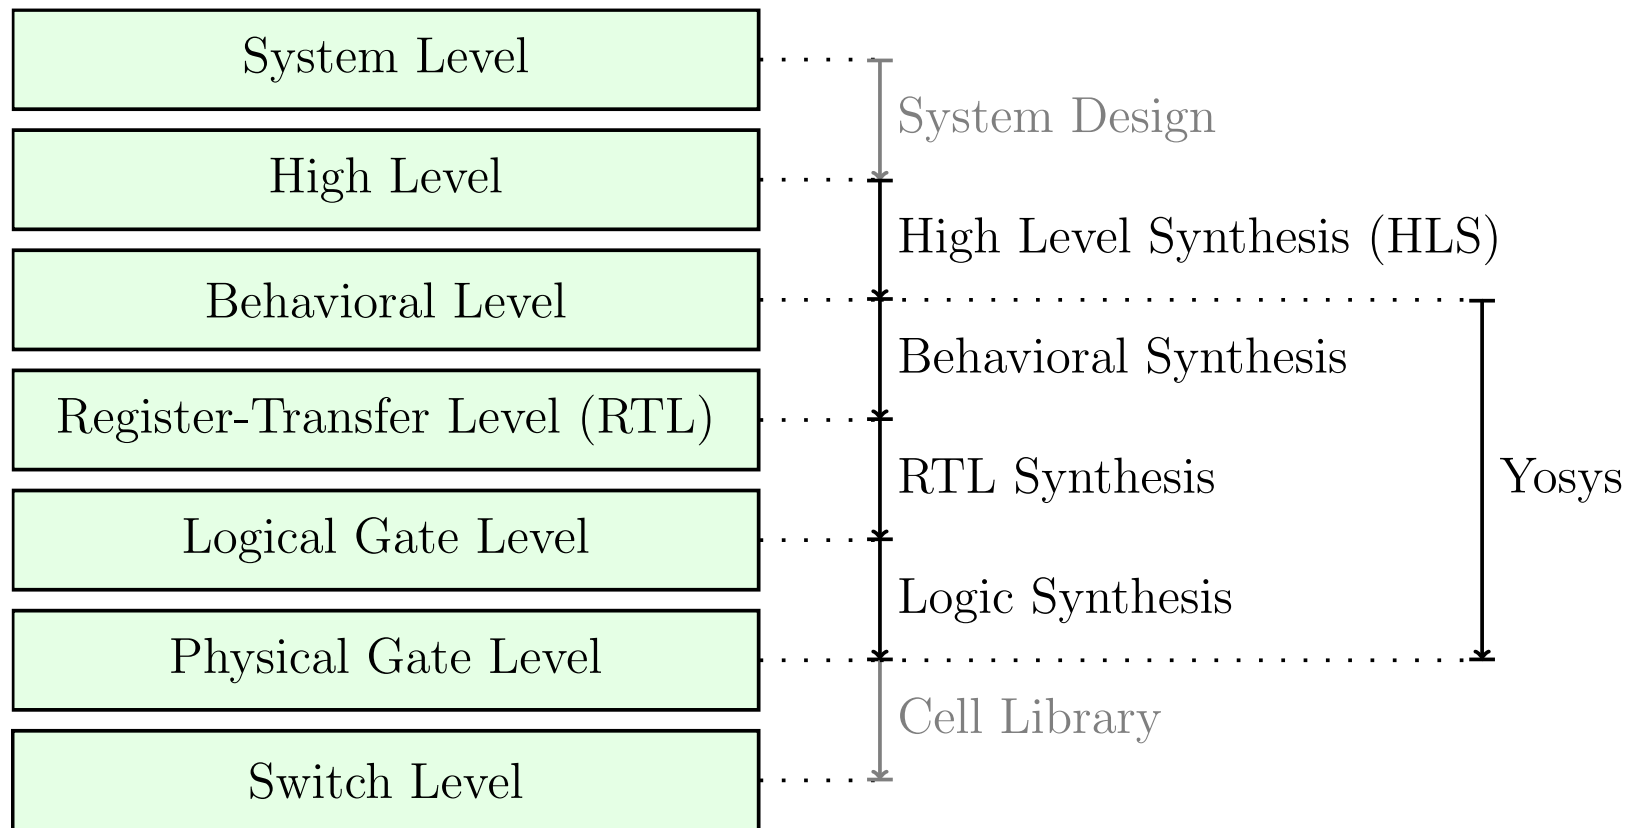 System Level
System Design
High Level
High Level Synthesis (HLS)
Behavioral Level
Behavioral Synthesis
Register-Transfer Level (RTL)
RTL Synthesis
Yosys
Logical Gate Level
Logic Synthesis
Physical Gate Level
Cell Library
Switch Level